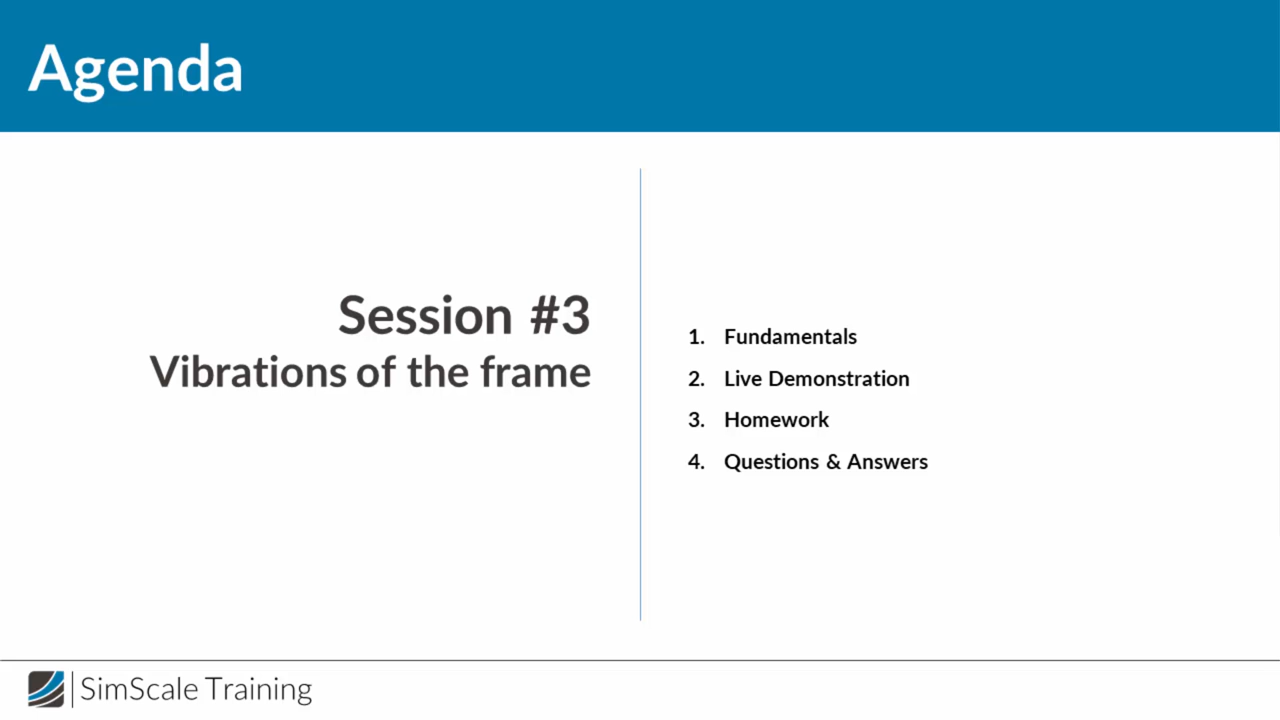 Agenda
Session #3
Vibrations of the frame
1. Fundamentals
2. Live Demonstration
3. Homework
4. Questions & Answers
SimScale Training